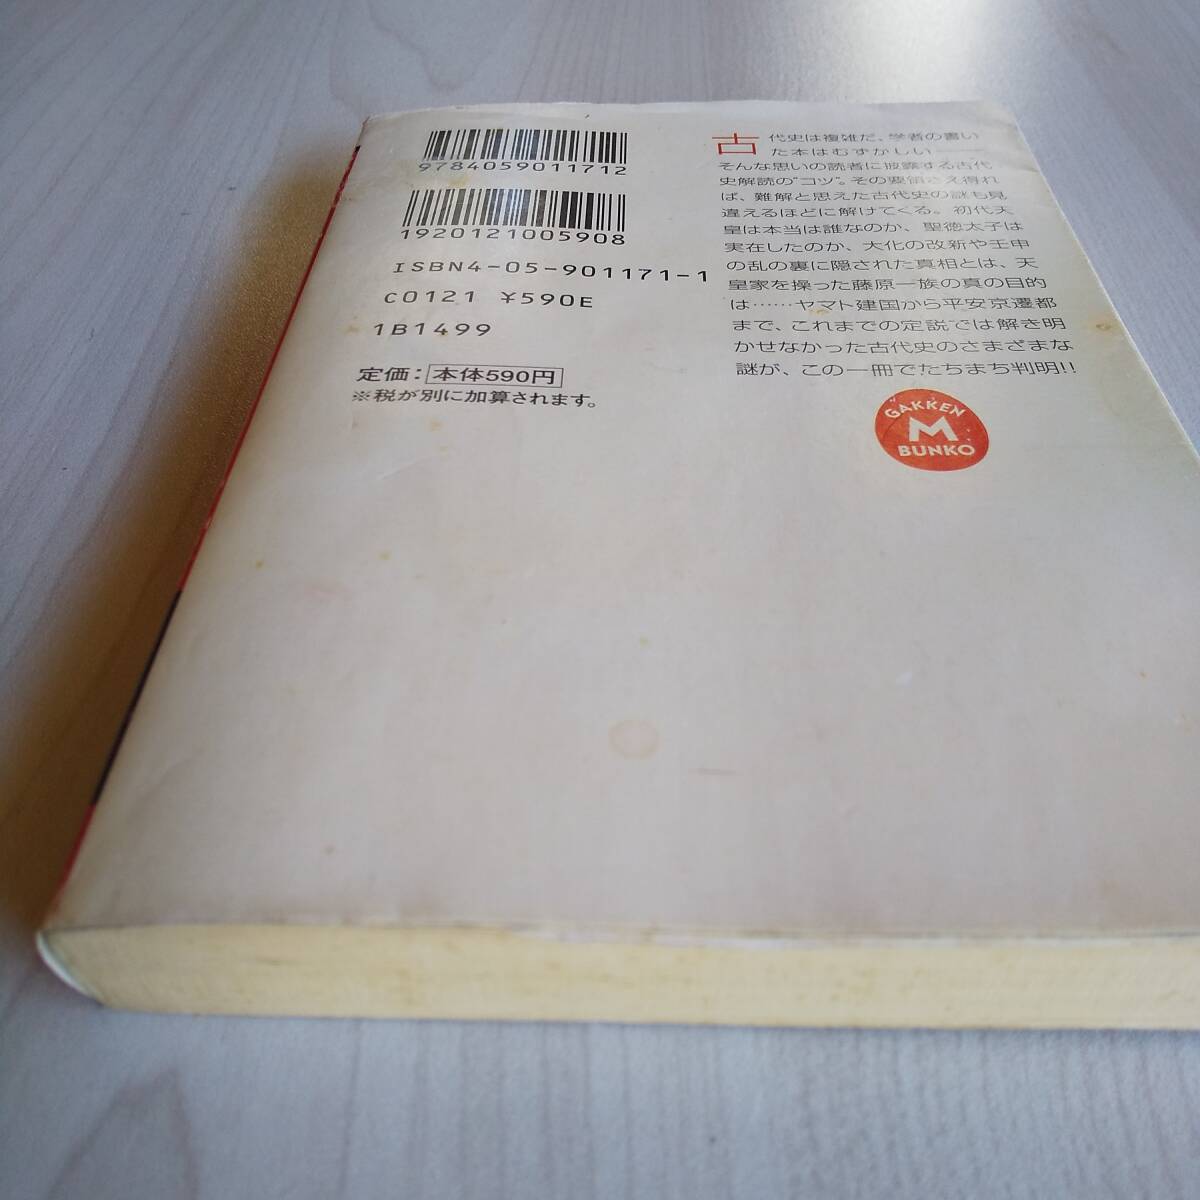 9784059011712
1920121005908
ISBN4-05-901171-1
C0121 ¥590E
1B1499
定価：本体590円
※税が別に加算されます。
古代史は複雑だ、学者の書い
た本はむずかしい――
そんな思いの読者に披露する古代
史解読の"コツ"。その要領さえ得れ
ば、難解と思えた古代史の謎も見
違えるほどに解けてくる。初代天
皇は本当は誰なのか、聖徳太子は
実在したのか、大化の改新や壬申
の乱の裏に隠された真相とは、天
皇家を操った藤原一族の真の目的
は……ヤマト建国から平安京遷都
まで、これまでの定説では解き明
かせなかった古代史のさまざまな
謎が、この一冊でたちまち判明!!
GAKKEN
M
BUNKO